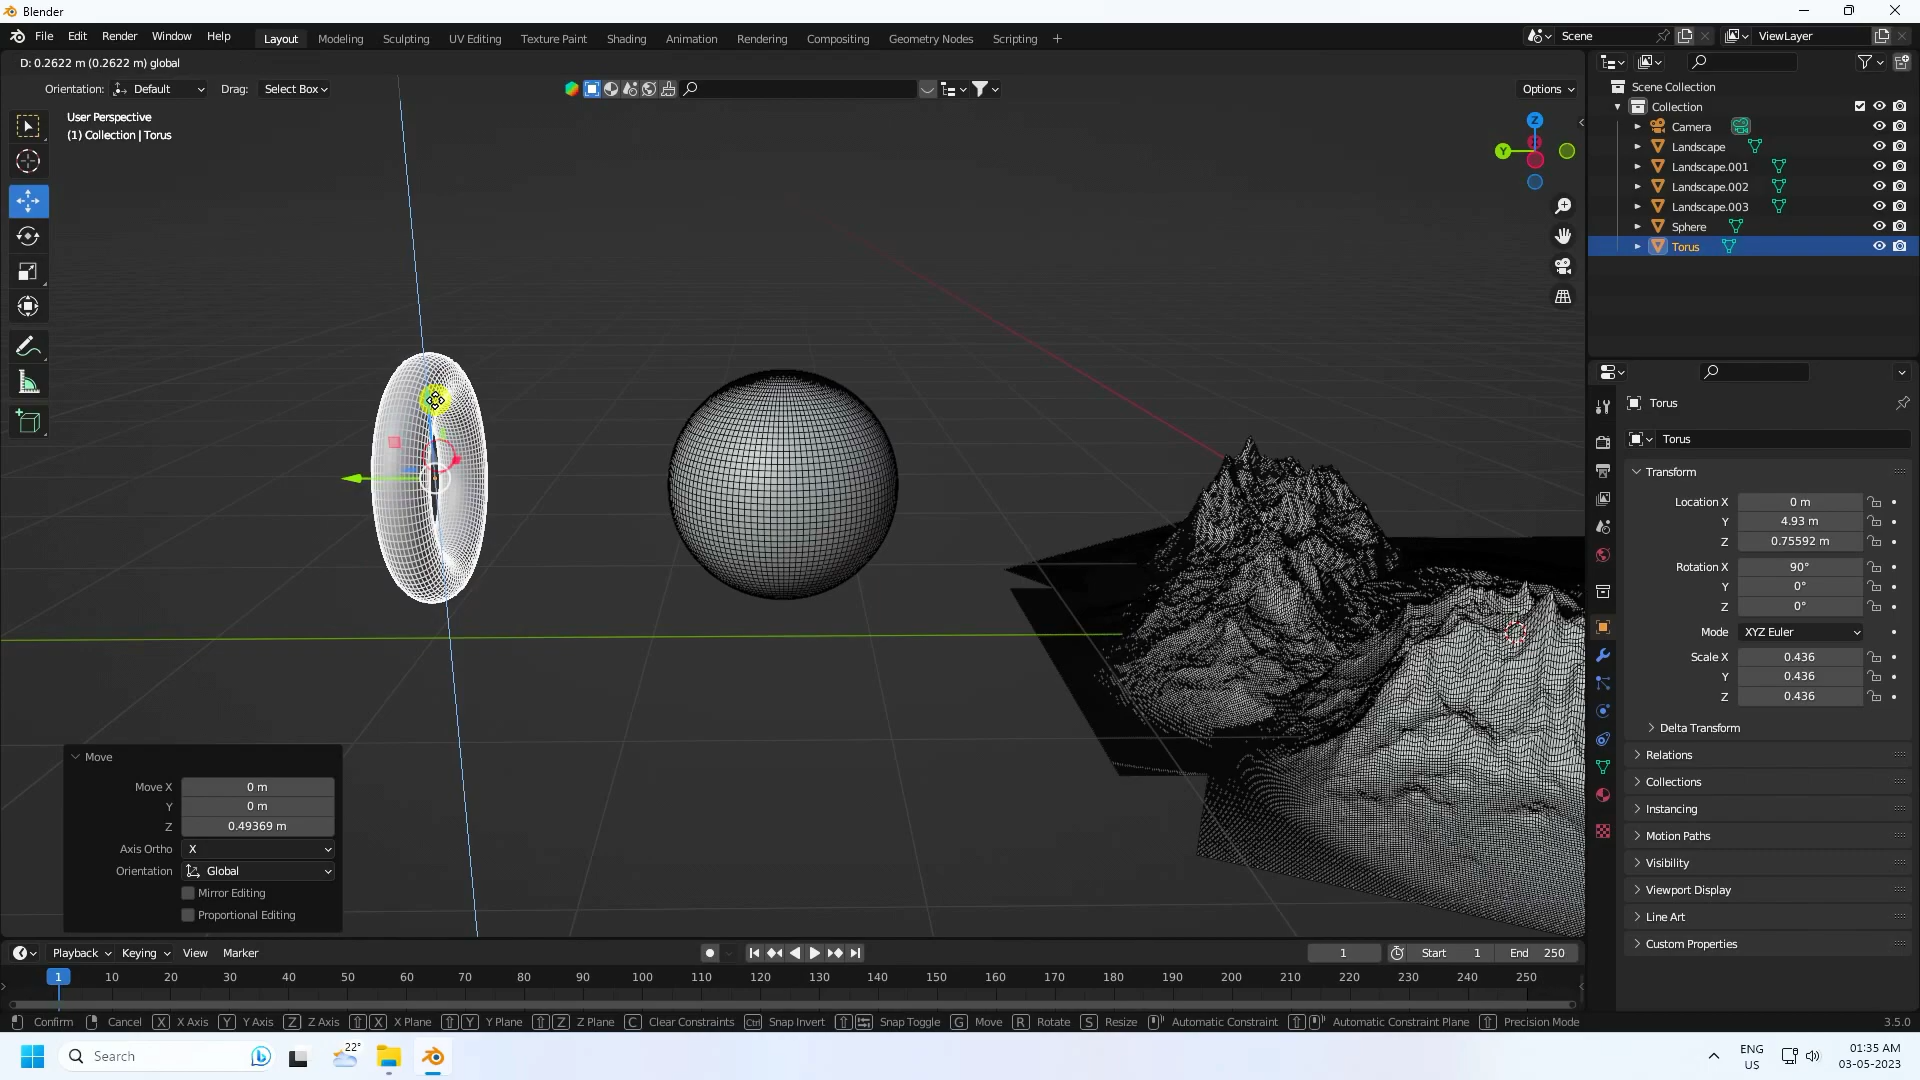 Blender
File Edit Render Window Help Layout Modeling Sculpting UV Editing Texture Paint Shading Animation Rendering Compositing Geometry Nodes Scripting + Scene ViewLayer
D: 0.2622 m (0.2622 m) global
Orientation: Default Drag: Select Box Options
User Perspective
(1) Collection | Torus
Z
Y
Scene Collection
Collection
Camera
Landscape
Landscape.001
Landscape.002
Landscape.003
Sphere
Torus
Torus
Torus
Transform
Location X 0 m
Y 4.93 m
Z 0.75592 m
Rotation X 90°
Y 0°
Z 0°
Mode XYZ Euler
Scale X 0.436
Y 0.436
Z 0.436
Delta Transform
Relations
Collections
Instancing
Motion Paths
Visibility
Viewport Display
Line Art
Custom Properties
Move
Move X 0 m
Y 0 m
Z 0.49369 m
Axis Ortho X
Orientation Global
Mirror Editing
Proportional Editing
Playback Keying View Marker 1 Start 1 End 250
1 10 20 30 40 50 60 70 80 90 100 110 120 130 140 150 160 170 180 190 200 210 220 230 240 250
Confirm Cancel X X Axis Y Y Axis Z Z Axis X X Plane Y Y Plane Z Z Plane C Clear Constraints Ctrl Snap Invert Snap Toggle G Move R Rotate S Resize Automatic Constraint Automatic Constraint Plane Precision Mode 3.5.0
Search 22° ENG US 01:35 AM
03-05-2023